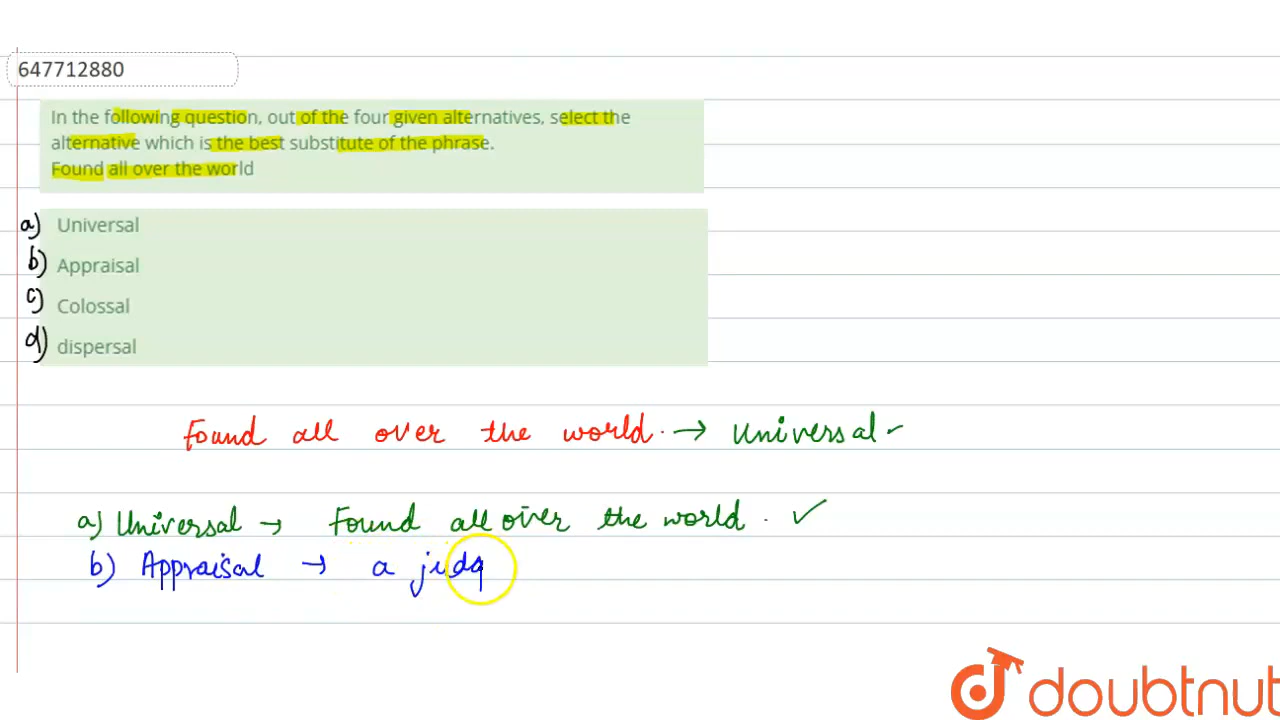 647712880
In the following question, out of the four given alternatives, select the
alternative which is the best substitute of the phrase.
Found all over the world
a) Universal
b) Appraisal
c) Colossal
d) dispersal
Found all over the world. → Universal
a) Universal → Found all over the world. ✓
b) Appraisal → a judg
doubtnut